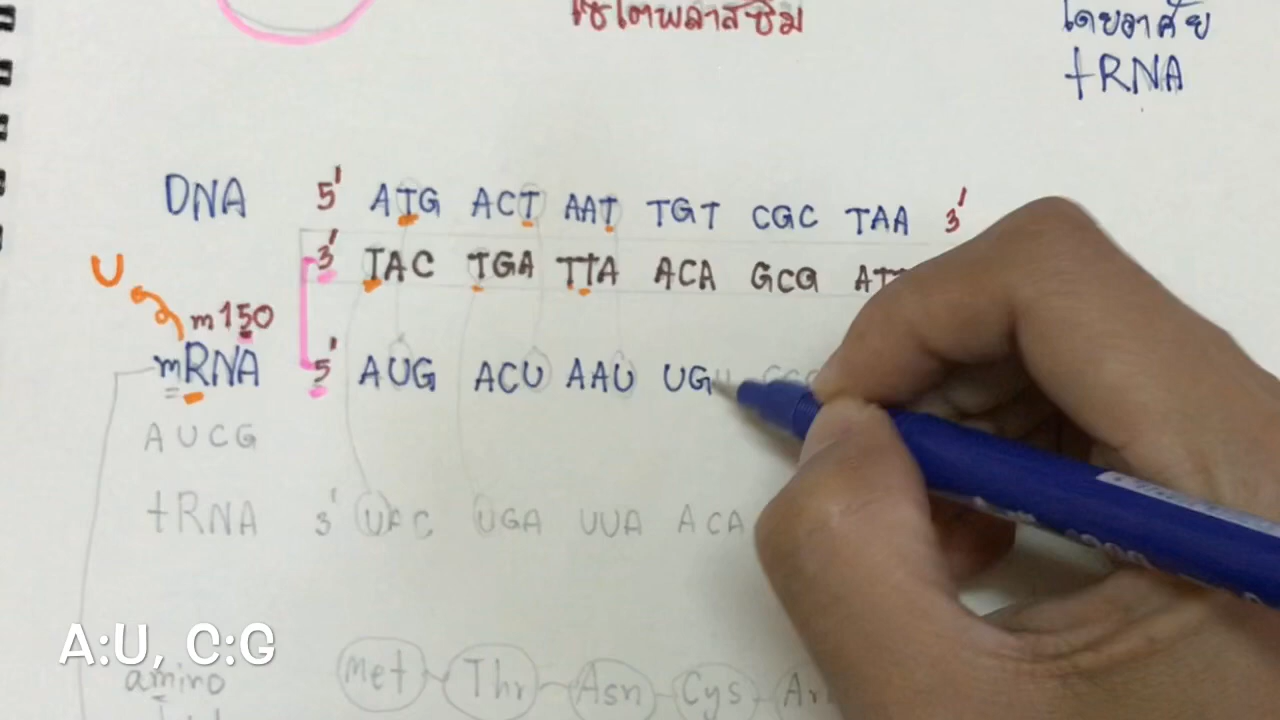 ไซโตพลาสซึม
โดยอาศัย
tRNA
DNA 5' ATG ACT AAT TGT CGC TAA 3'
3' TAC TGA TTA ACA GCG
U
m150
mRNA 5' AUG ACU AAU UGU
AUCG
tRNA 3' UAC UGA UUA ACA
A:U, C:G
amino Met Thr Asn Cys